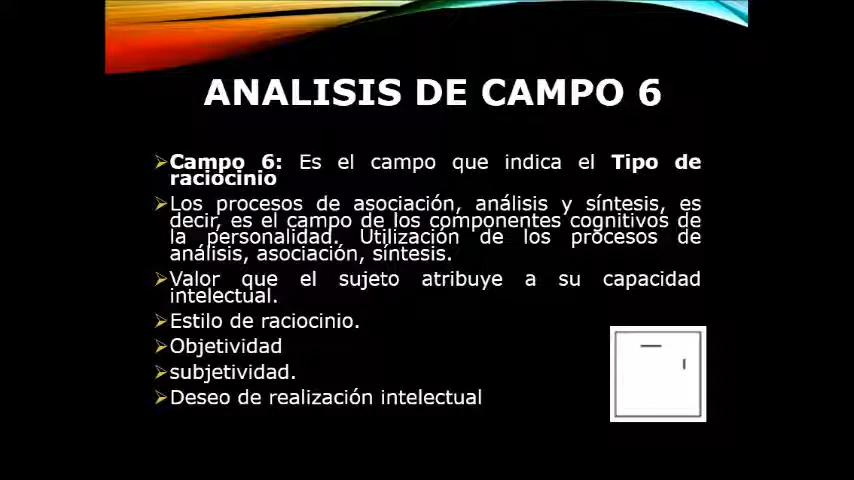 ANALISIS DE CAMPO 6
➢Campo 6: Es el campo que indica el Tipo de
raciocinio
➢Los procesos de asociación, análisis y síntesis, es
decir, es el campo de los componentes cognitivos de
la personalidad. Utilización de los procesos de
análisis, asociación, síntesis.
➢Valor que el sujeto atribuye a su capacidad
intelectual.
➢Estilo de raciocinio.
➢Objetividad
➢subjetividad.
➢Deseo de realización intelectual